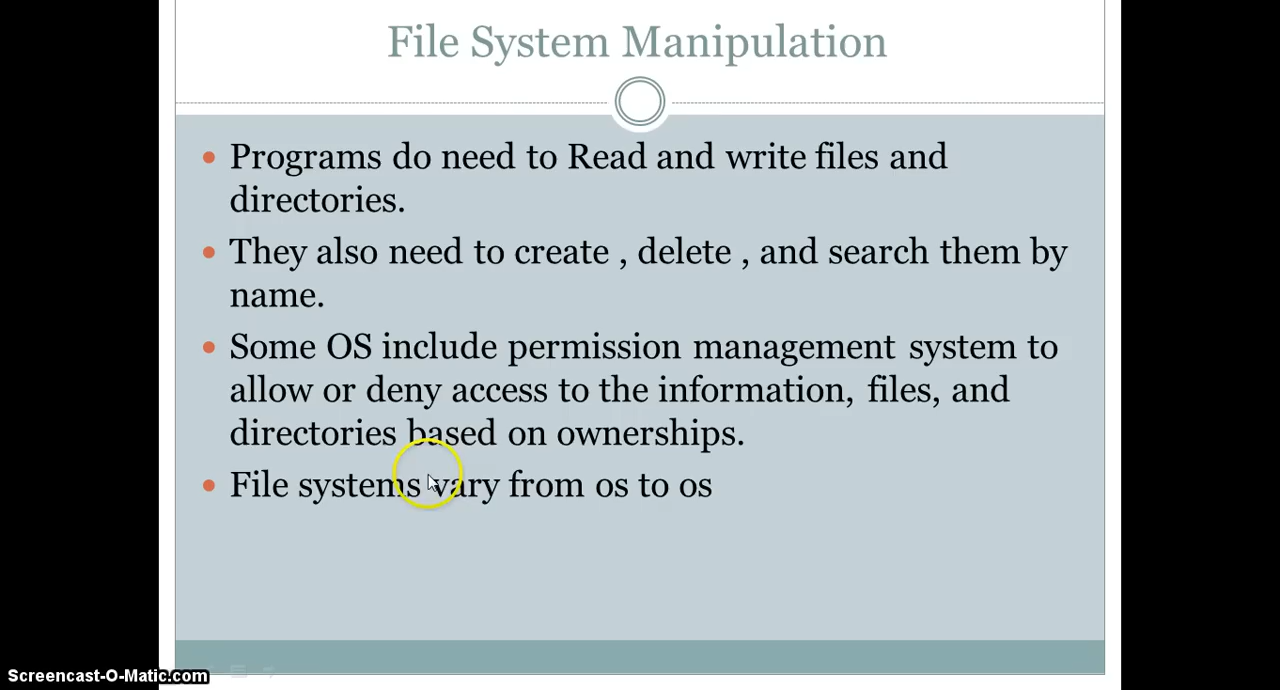 File System Manipulation
Programs do need to Read and write files and
directories.
They also need to create , delete , and search them by
name.
Some OS include permission management system to
allow or deny access to the information, files, and
directories based on ownerships.
File systems vary from os to os
Screencast-O-Matic.com